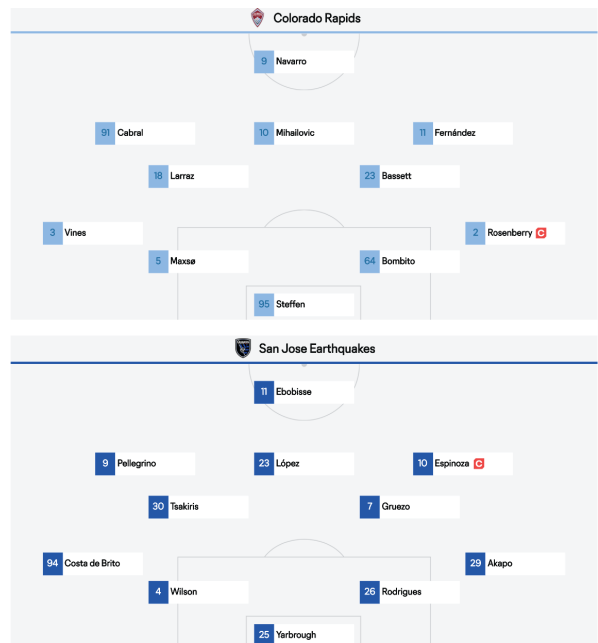 Colorado Rapids
9 Navarro
91 Cabral
10 Mihailovic
11 Fernández
18 Larraz
23 Bassett
3 Vines
2 Rosenberry C
5 Maxsø
64 Bombito
95 Steffen
San Jose Earthquakes
11 Ebobisse
9 Pellegrino
23 López
10 Espinoza C
30 Tsakiris
7 Gruezo
94 Costa de Brito
29 Akapo
4 Wilson
26 Rodrigues
25 Yarbrough